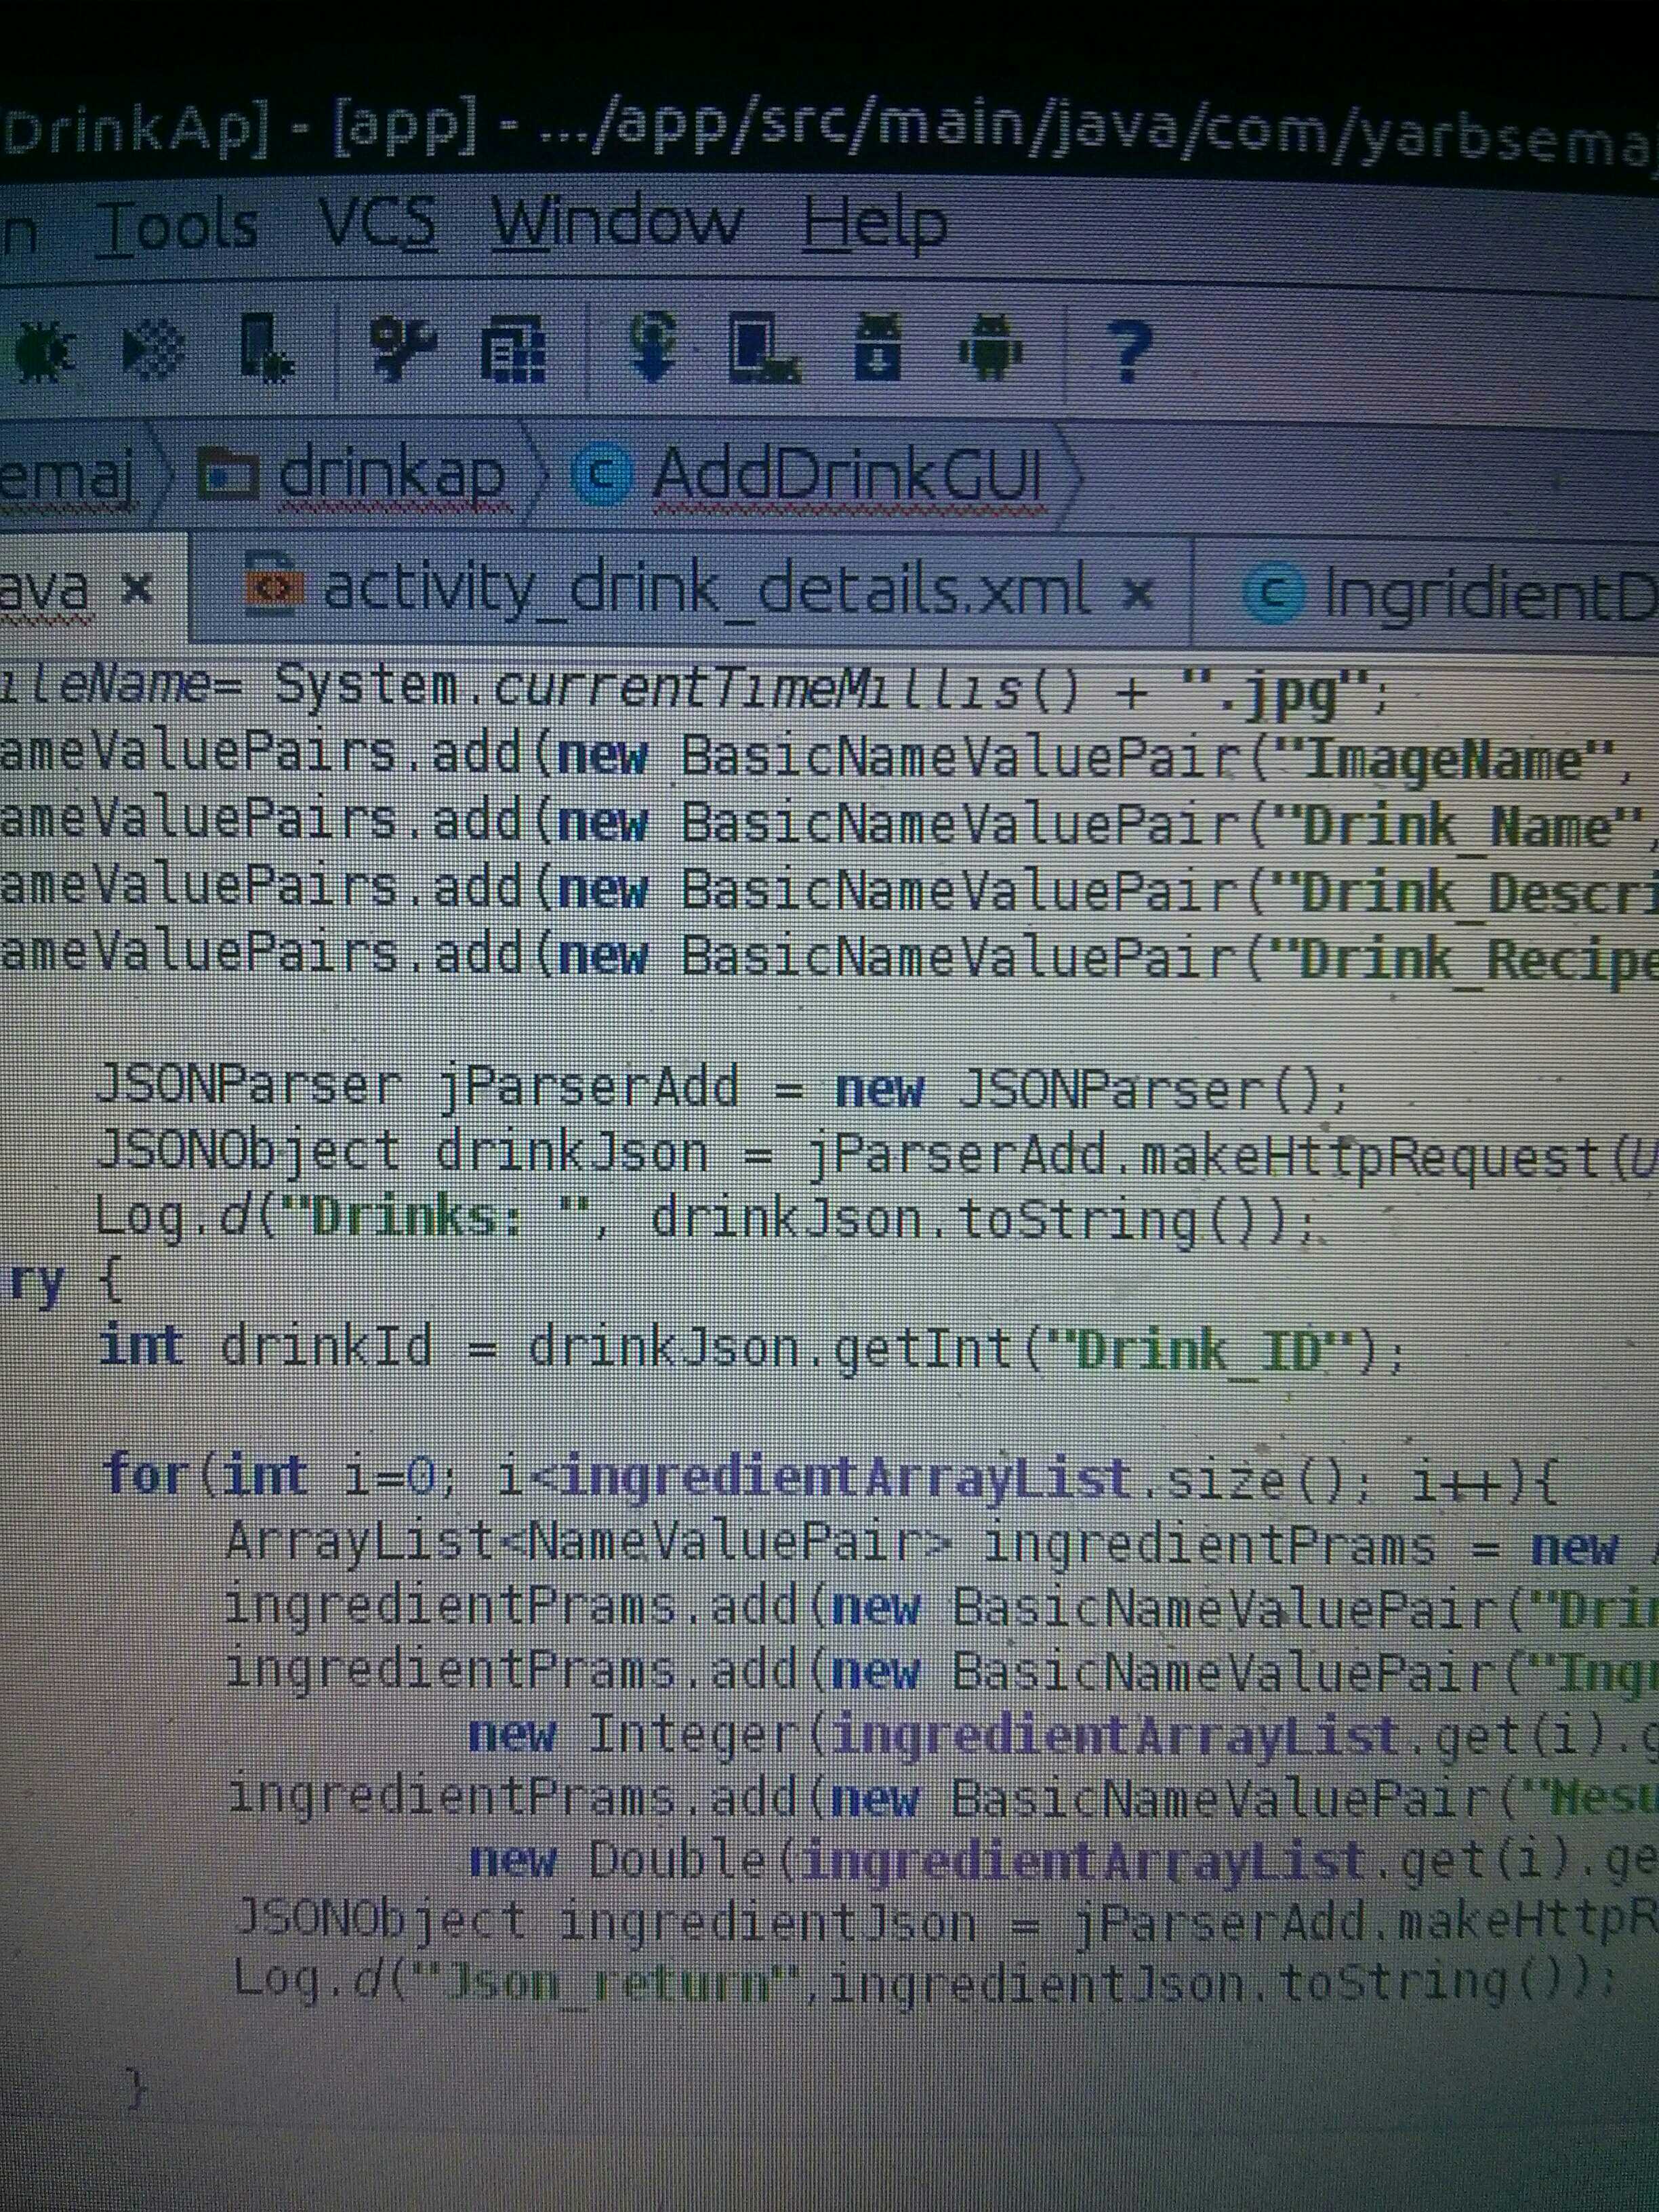 DrinkAp] - [app] - .../app/src/main/java/com/yarbsemaj
n Tools VCS Window Help
?
emaj drinkap C AddDrinkGUI
ava × activity_drink_details.xml × C IngridientD
ileName= System.currentTimeMillis() + ".jpg";
ameValuePairs.add(new BasicNameValuePair("ImageName",
ameValuePairs.add(new BasicNameValuePair("Drink_Name",
ameValuePairs.add(new BasicNameValuePair("Drink_Descri
ameValuePairs.add(new BasicNameValuePair("Drink_Recipe
JSONParser jParserAdd = new JSONParser();
JSONObject drinkJson = jParserAdd.makeHttpRequest(U
Log.d("Drinks: ", drinkJson.toString());
ry {
int drinkId = drinkJson.getInt("Drink_ID");
for(int i=0; i<ingredientArrayList.size(); i++){
ArrayList<NameValuePair> ingredientPrams = new
ingredientPrams.add(new BasicNameValuePair("Drin
ingredientPrams.add(new BasicNameValuePair("Ingr
new Integer(ingredientArrayList.get(i).g
ingredientPrams.add(new BasicNameValuePair("Mesu
new Double(ingredientArrayList.get(i).ge
JSONObject ingredientJson = jParserAdd.makeHttpR
Log.d("Json_return",ingredientJson.toString());
}